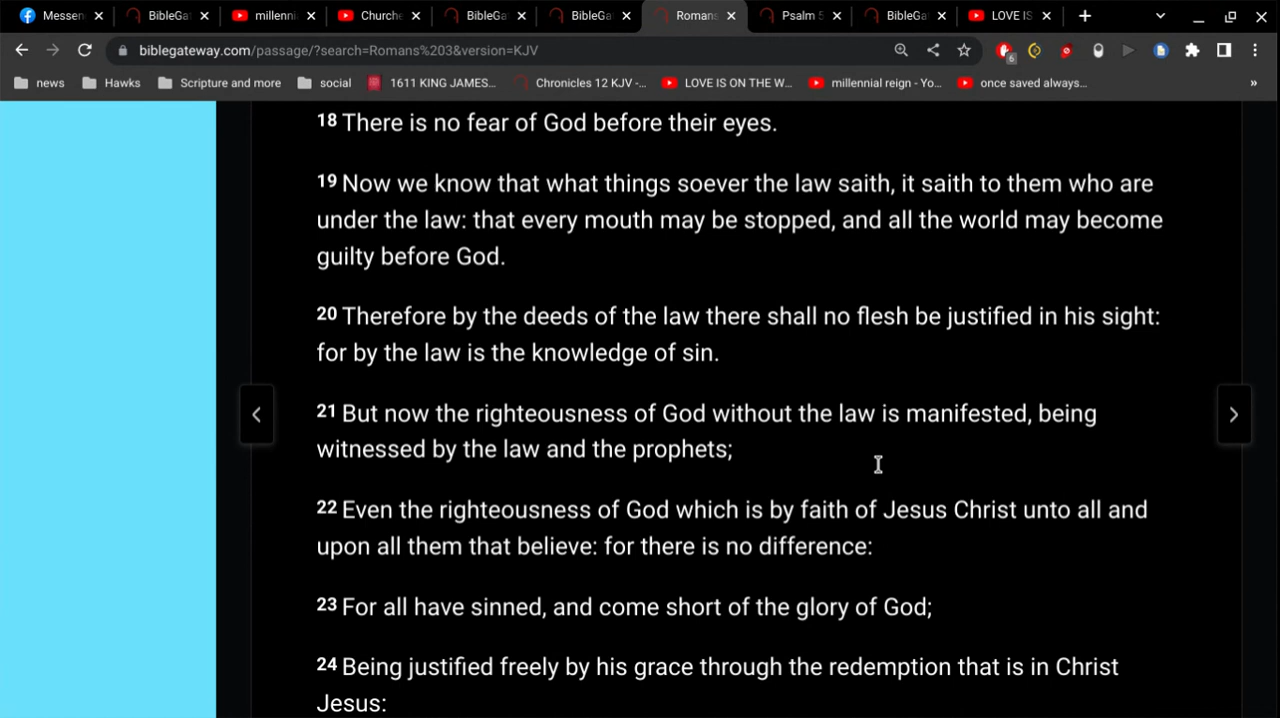 Messen
BibleGa
millenni
Churche
BibleGa
BibleGa
Romans
Psalm 5
BibleGa
LOVE IS
biblegateway.com/passage/?search=Romans%203&version=KJV
6
news
Hawks
Scripture and more
social
1611 KING JAMES...
Chronicles 12 KJV -...
LOVE IS ON THE W...
millennial reign - Yo...
once saved always...
»
18 There is no fear of God before their eyes.
19 Now we know that what things soever the law saith, it saith to them who are
under the law: that every mouth may be stopped, and all the world may become
guilty before God.
20 Therefore by the deeds of the law there shall no flesh be justified in his sight:
for by the law is the knowledge of sin.
21 But now the righteousness of God without the law is manifested, being
witnessed by the law and the prophets;
22 Even the righteousness of God which is by faith of Jesus Christ unto all and
upon all them that believe: for there is no difference:
23 For all have sinned, and come short of the glory of God;
24 Being justified freely by his grace through the redemption that is in Christ
Jesus: